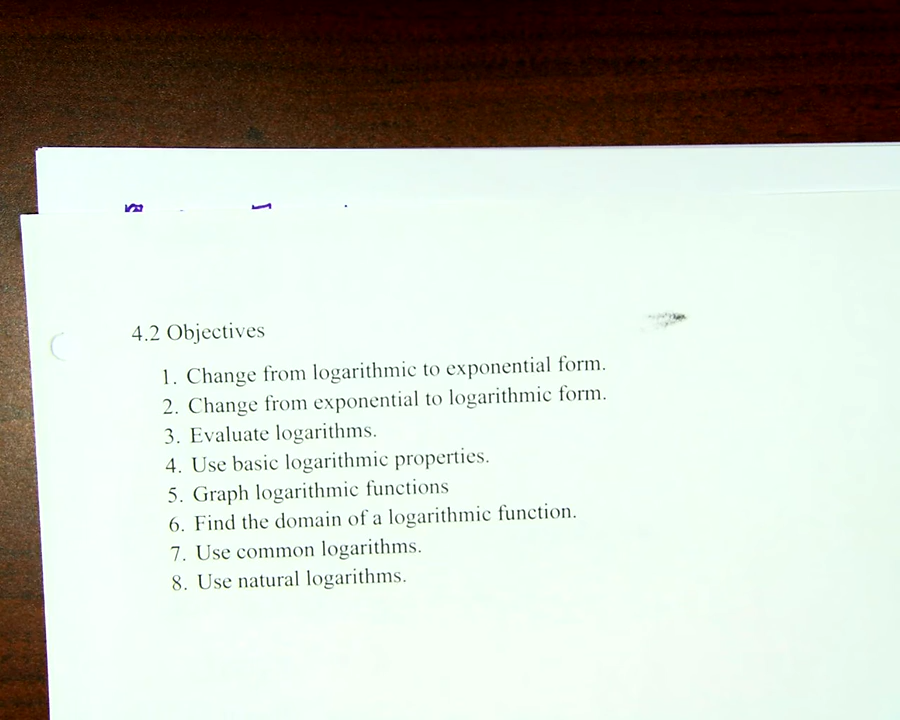 4.2 Objectives
1. Change from logarithmic to exponential form.
2. Change from exponential to logarithmic form.
3. Evaluate logarithms.
4. Use basic logarithmic properties.
5. Graph logarithmic functions
6. Find the domain of a logarithmic function.
7. Use common logarithms.
8. Use natural logarithms.